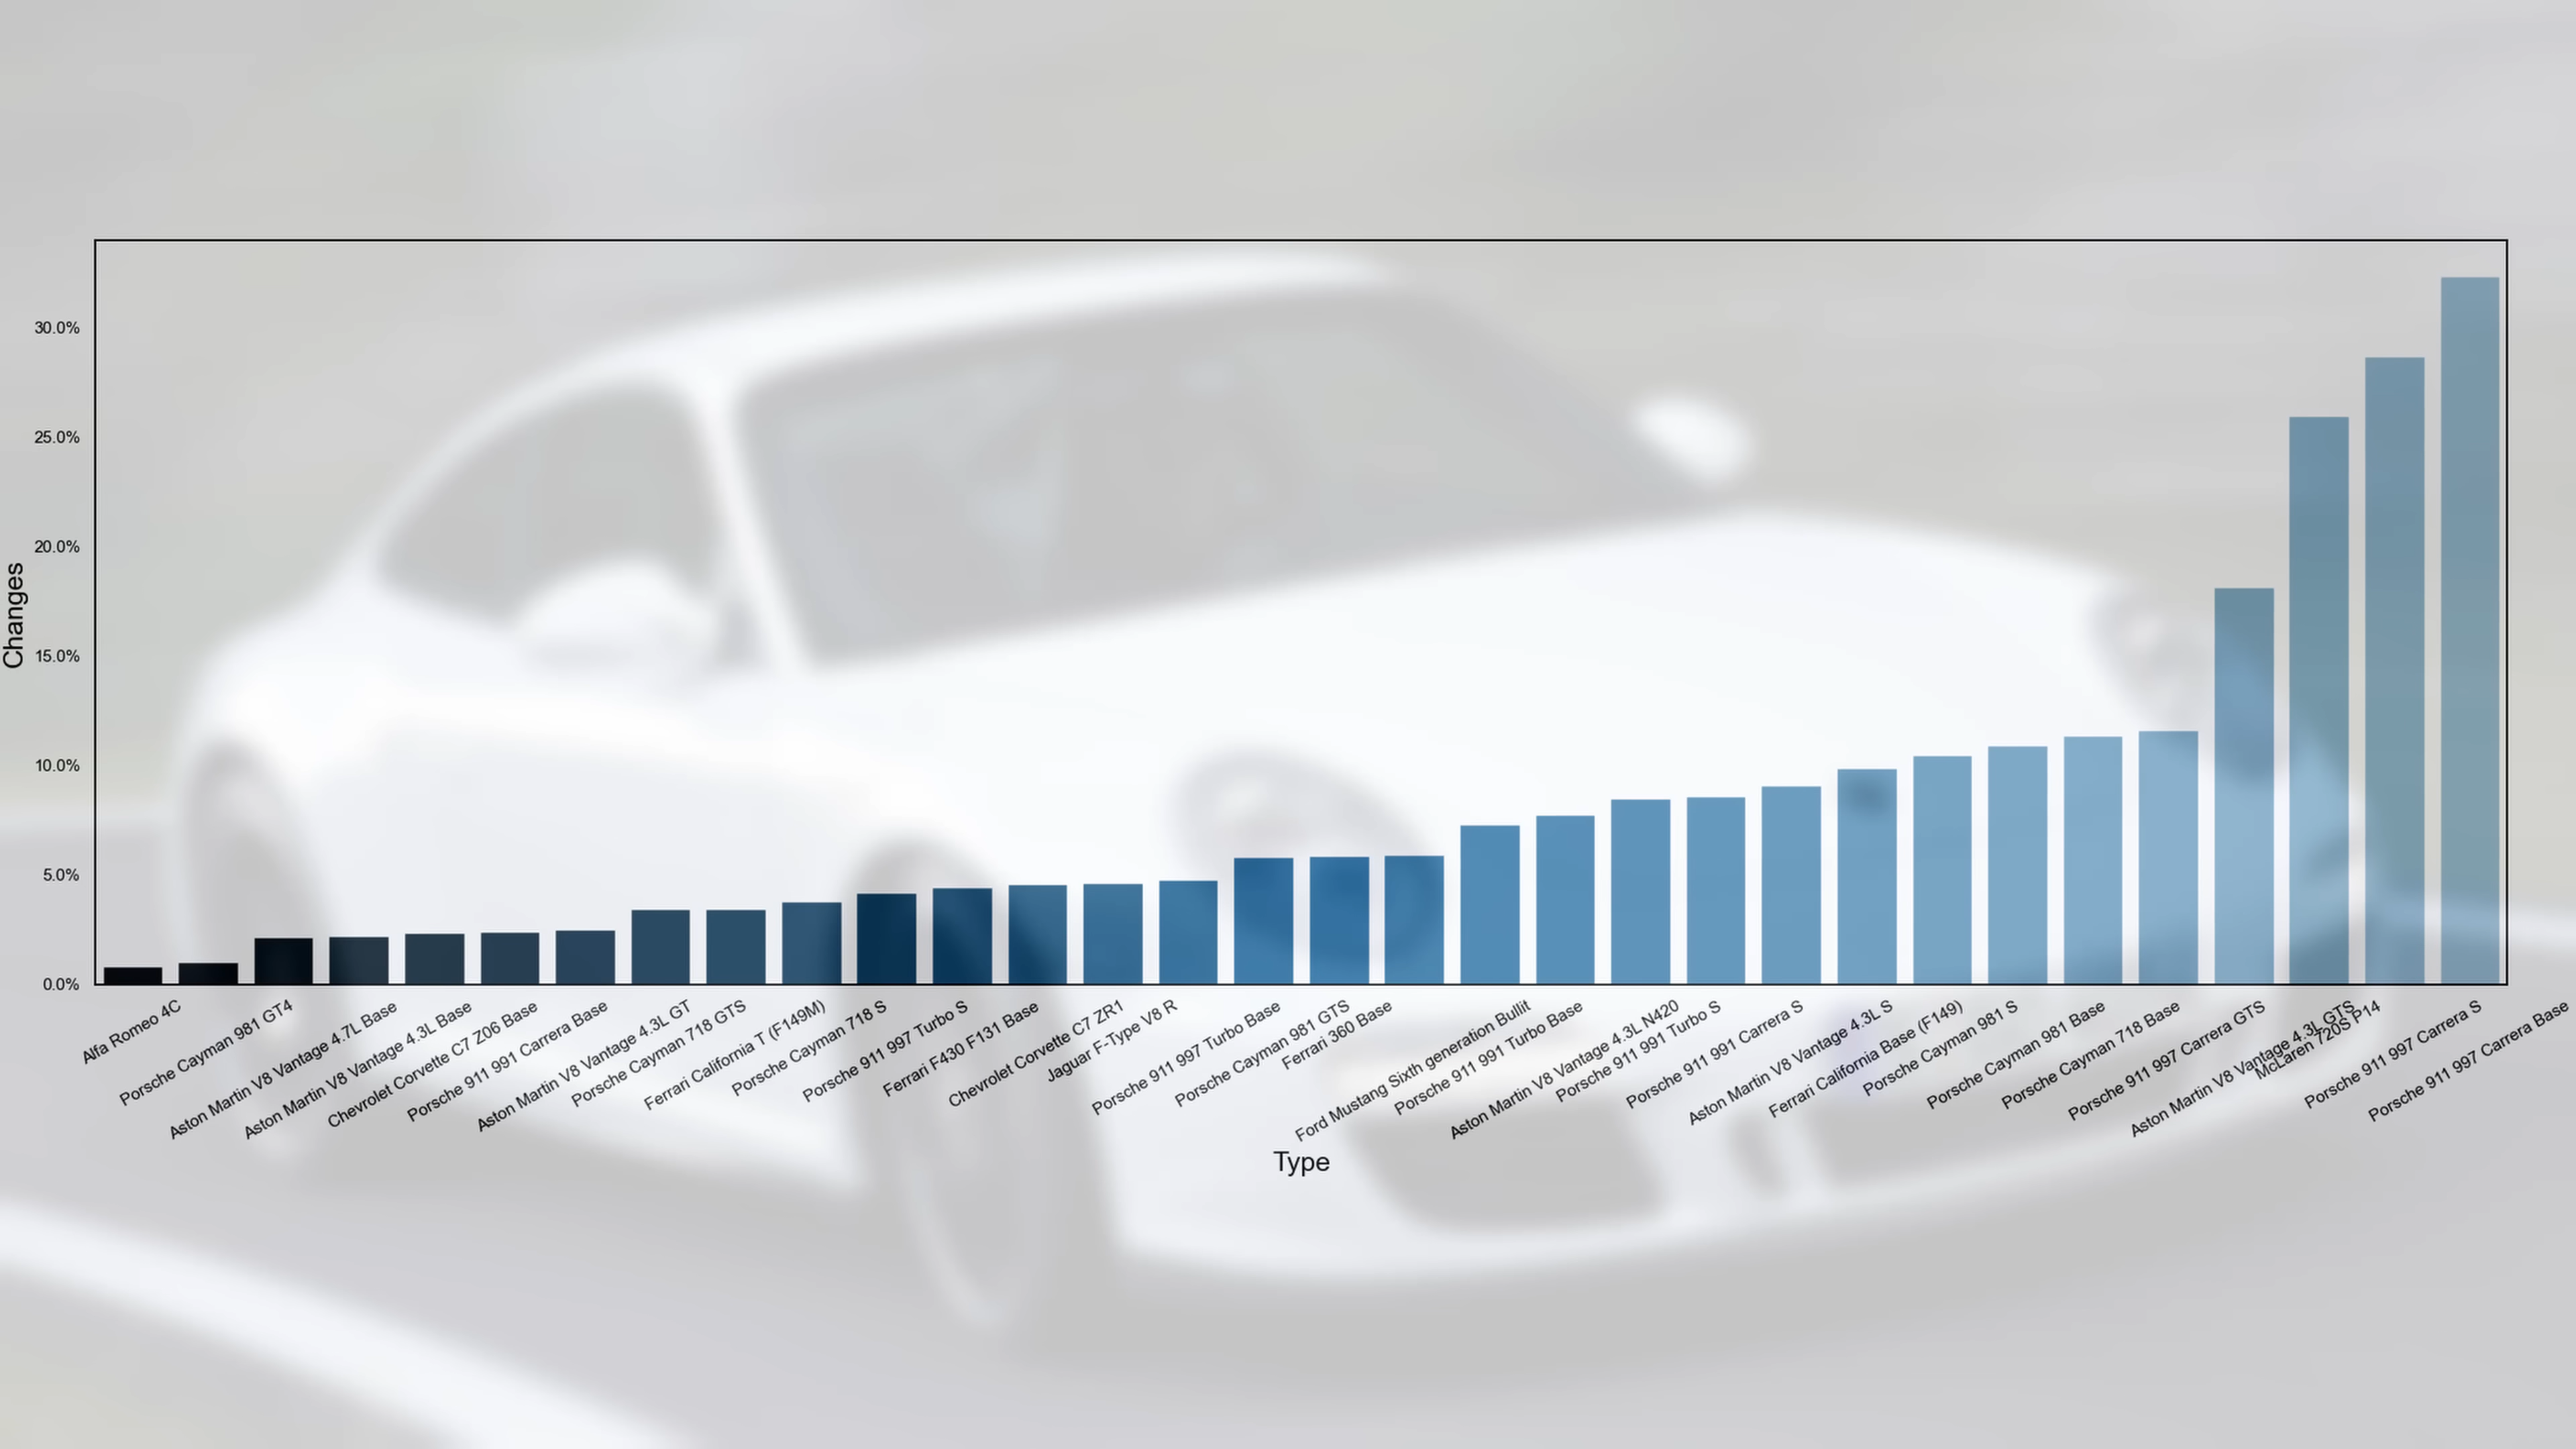 30.0%
25.0%
20.0%
15.0%
10.0%
5.0%
0.0%
Changes
Alfa Romeo 4C
Porsche Cayman 981 GT4
Aston Martin V8 Vantage 4.7L Base
Aston Martin V8 Vantage 4.3L Base
Chevrolet Corvette C7 Z06 Base
Porsche 911 991 Carrera Base
Aston Martin V8 Vantage 4.3L GT
Porsche Cayman 718 GTS
Ferrari California T (F149M)
Porsche Cayman 718 S
Porsche 911 997 Turbo S
Ferrari F430 F131 Base
Chevrolet Corvette C7 ZR1
Jaguar F-Type V8 R
Porsche 911 997 Turbo Base
Porsche Cayman 981 GTS
Ferrari 360 Base
Ford Mustang Sixth generation Bullit
Porsche 911 991 Turbo Base
Aston Martin V8 Vantage 4.3L N420
Porsche 911 991 Turbo S
Porsche 911 991 Carrera S
Aston Martin V8 Vantage 4.3L S
Ferrari California Base (F149)
Porsche Cayman 981 S
Porsche Cayman 981 Base
Porsche Cayman 718 Base
Porsche 911 997 Carrera GTS
Aston Martin V8 Vantage 4.3L GTS
McLaren 720S P14
Porsche 911 997 Carrera S
Porsche 911 997 Carrera Base
Type